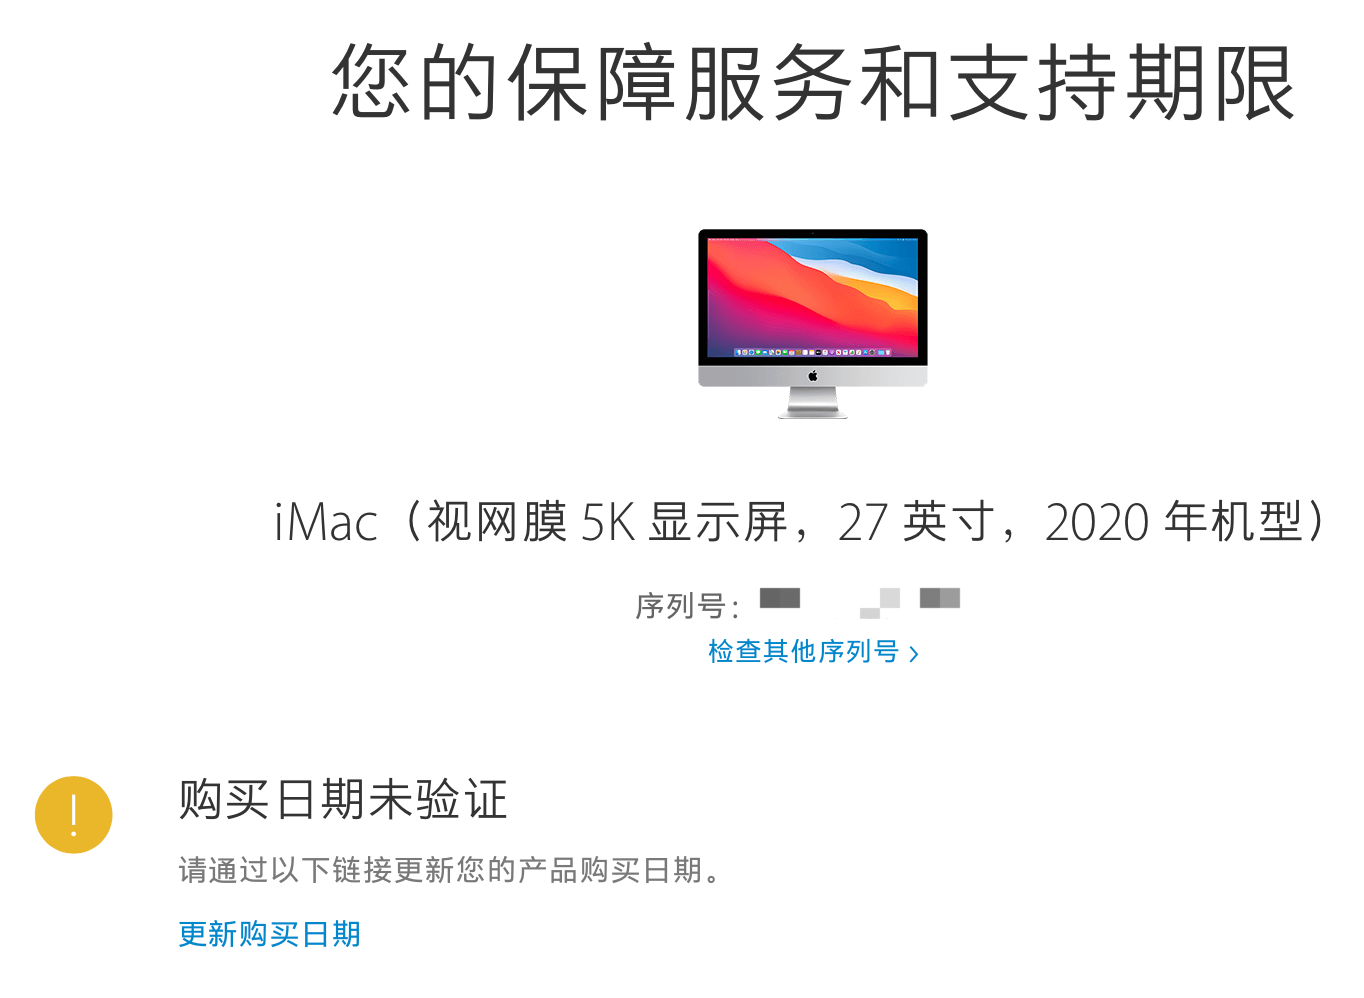 您的保障服务和支持期限
iMac（视网膜 5K 显示屏，27 英寸，2020 年机型）
序列号：
检查其他序列号 ›
购买日期未验证
请通过以下链接更新您的产品购买日期。
更新购买日期